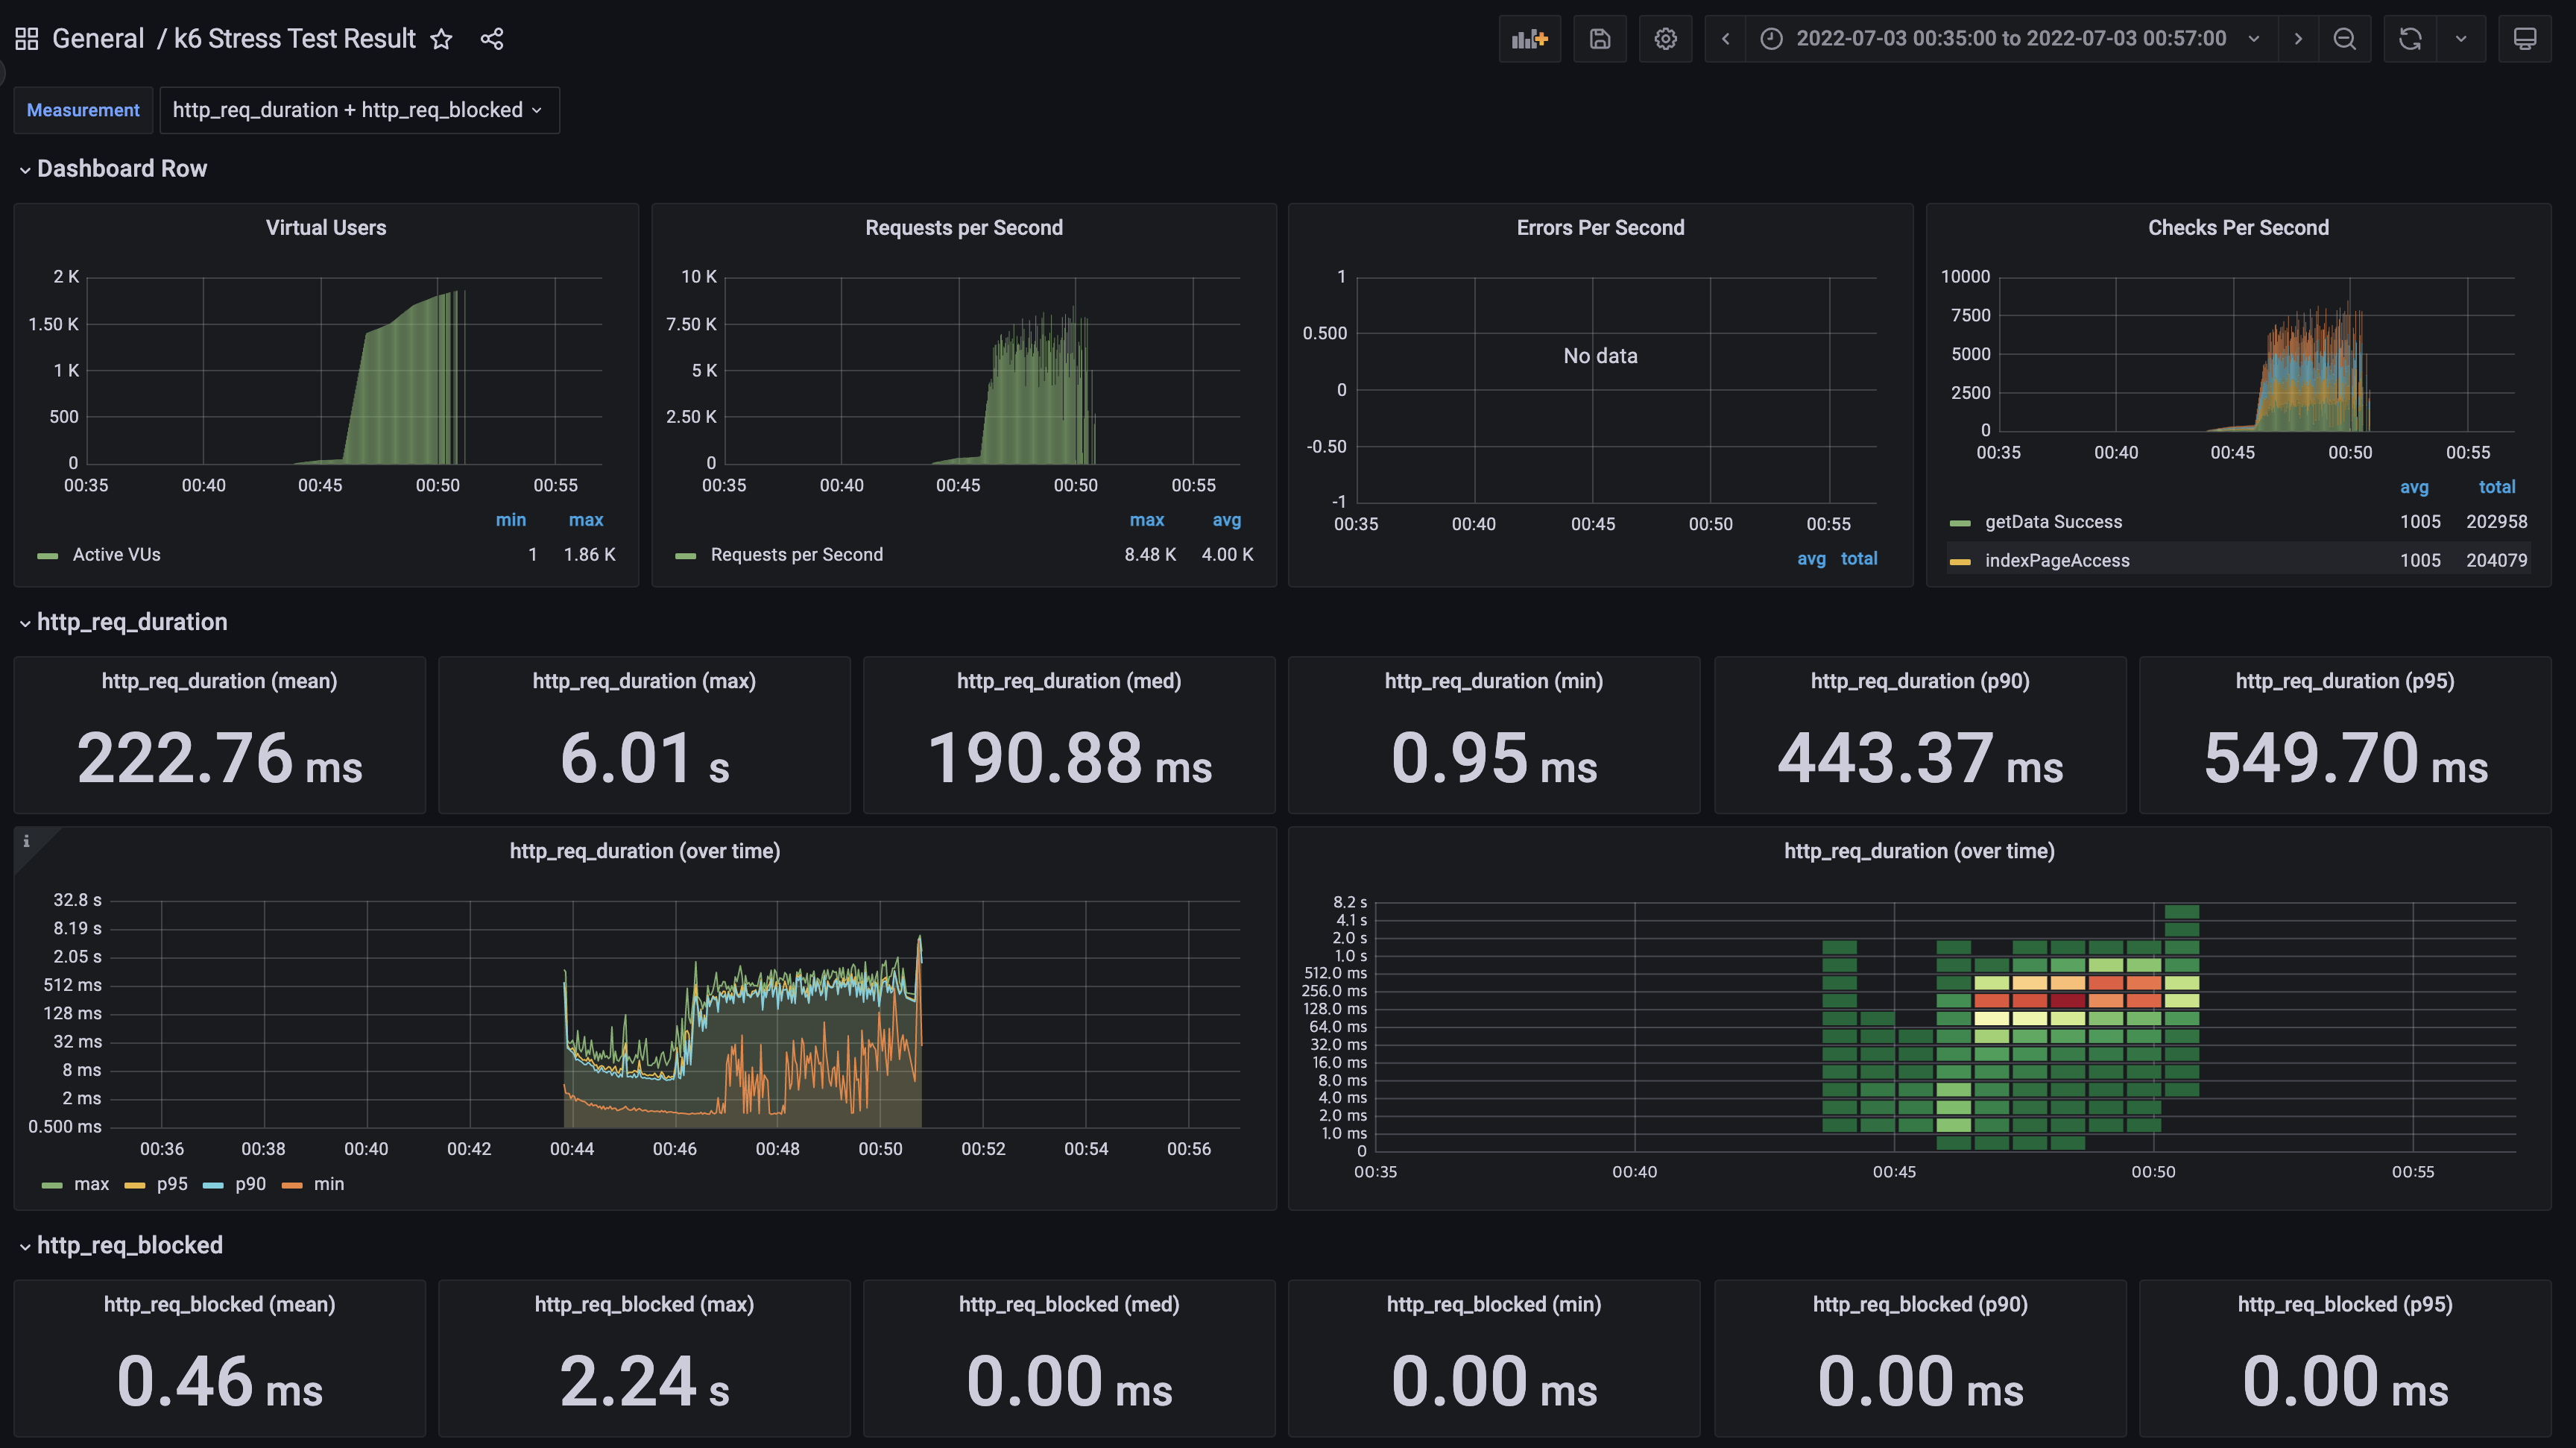 General / k6 Stress Test Result
2022-07-03 00:35:00 to 2022-07-03 00:57:00
Measurement
http_req_duration + http_req_blocked
Dashboard Row
Virtual Users
2 K
1.50 K
1 K
500
0
00:35 00:40 00:45 00:50 00:55
min max
Active VUs 1 1.86 K
Requests per Second
10 K
7.50 K
5 K
2.50 K
0
00:35 00:40 00:45 00:50 00:55
max avg
Requests per Second 8.48 K 4.00 K
Errors Per Second
1
0.500
0
-0.50
-1
No data
00:35 00:40 00:45 00:50 00:55
avg total
Checks Per Second
10000
7500
5000
2500
0
00:35 00:40 00:45 00:50 00:55
avg total
getData Success 1005 202958
indexPageAccess 1005 204079
http_req_duration
http_req_duration (mean)
222.76 ms
http_req_duration (max)
6.01 s
http_req_duration (med)
190.88 ms
http_req_duration (min)
0.95 ms
http_req_duration (p90)
443.37 ms
http_req_duration (p95)
549.70 ms
i
http_req_duration (over time)
32.8 s
8.19 s
2.05 s
512 ms
128 ms
32 ms
8 ms
2 ms
0.500 ms
00:36 00:38 00:40 00:42 00:44 00:46 00:48 00:50 00:52 00:54 00:56
max p95 p90 min
http_req_duration (over time)
8.2 s
4.1 s
2.0 s
1.0 s
512.0 ms
256.0 ms
128.0 ms
64.0 ms
32.0 ms
16.0 ms
8.0 ms
4.0 ms
2.0 ms
1.0 ms
0
00:35 00:40 00:45 00:50 00:55
http_req_blocked
http_req_blocked (mean)
0.46 ms
http_req_blocked (max)
2.24 s
http_req_blocked (med)
0.00 ms
http_req_blocked (min)
0.00 ms
http_req_blocked (p90)
0.00 ms
http_req_blocked (p95)
0.00 ms